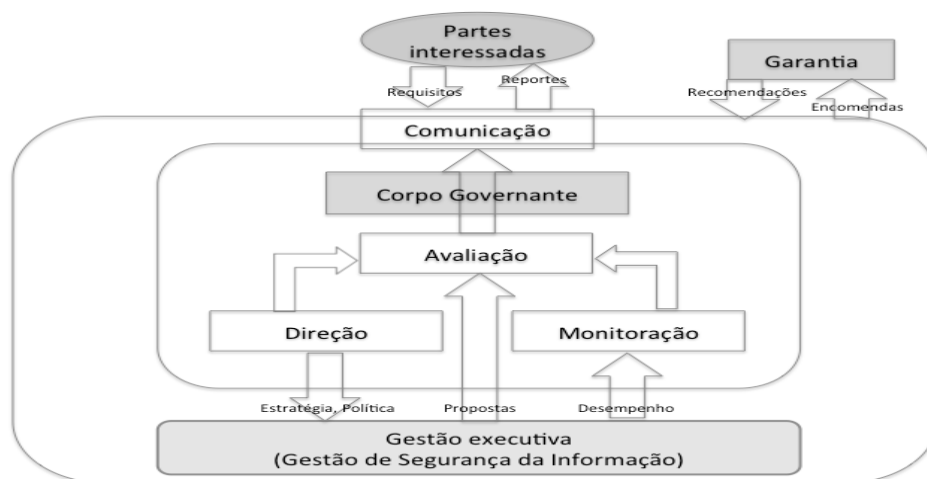 Partes
interessadas
Garantia
Requisitos
Reportes
Recomendações
Encomendas
Comunicação
Corpo Governante
Avaliação
Direção
Monitoração
Estratégia, Política
Propostas
Desempenho
Gestão executiva
(Gestão de Segurança da Informação)